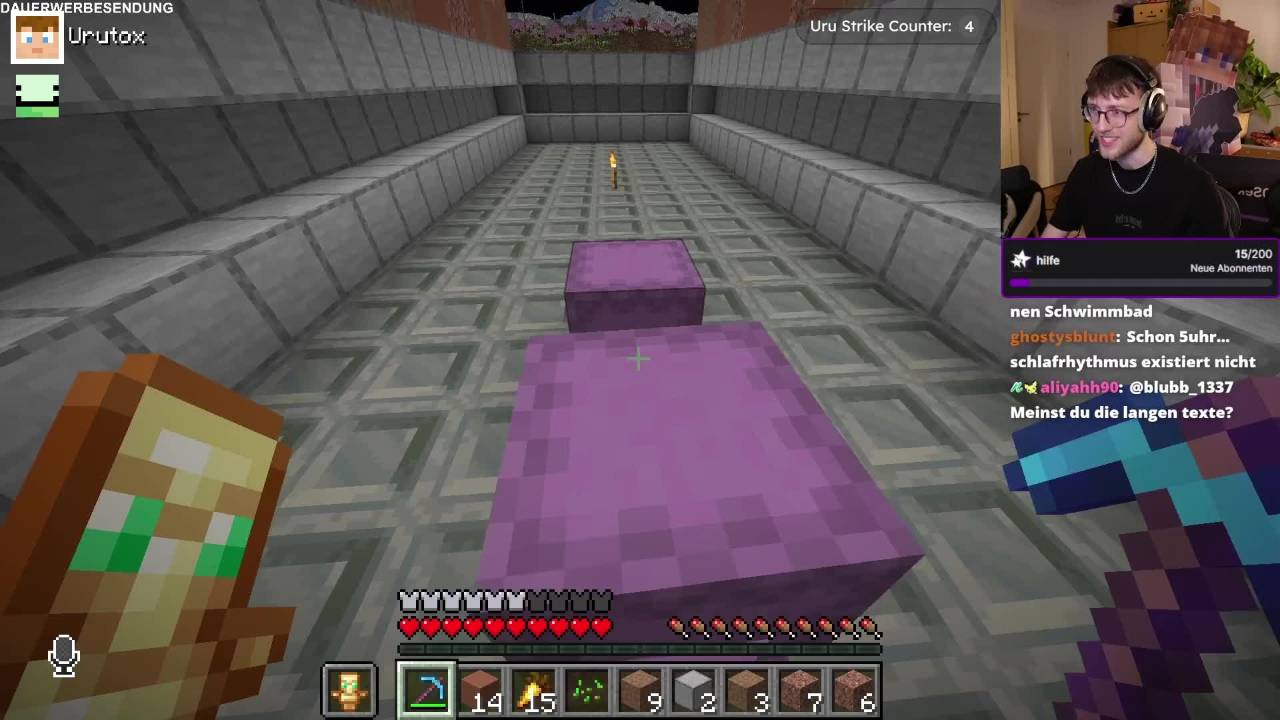 DAUERWERBESENDUNG
Urutox
Uru Strike Counter: 4
hilfe
15/200
Neue Abonnenten
nen Schwimmbad
ghostysblunt: Schon 5uhr...
schlafrhythmus existiert nicht
aliyahh90: @blubb_1337
Meinst du die langen texte?
14
15
9
2
3
7
6